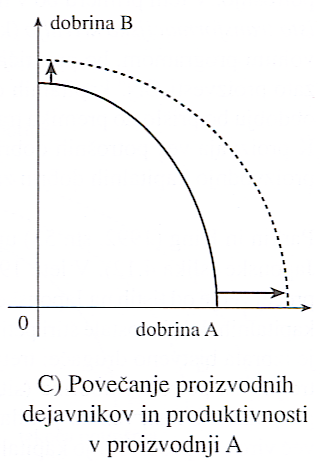 dobrina B
0
dobrina A
C) Povečanje proizvodnih
dejavnikov in produktivnosti
v proizvodnji A